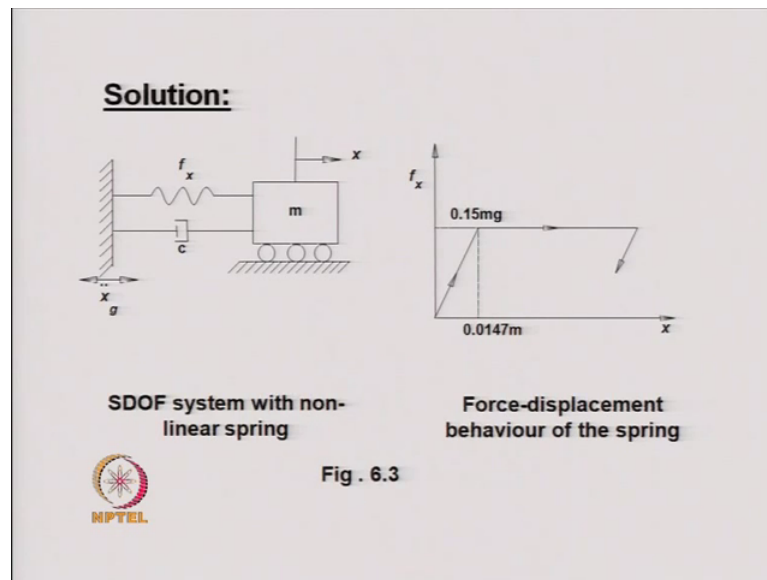 Solution:
f
x
x
m
c
ẍ
g
f
x
0.15mg
0.0147m
x
SDOF system with non-
linear spring
Force-displacement
behaviour of the spring
Fig . 6.3
NPTEL